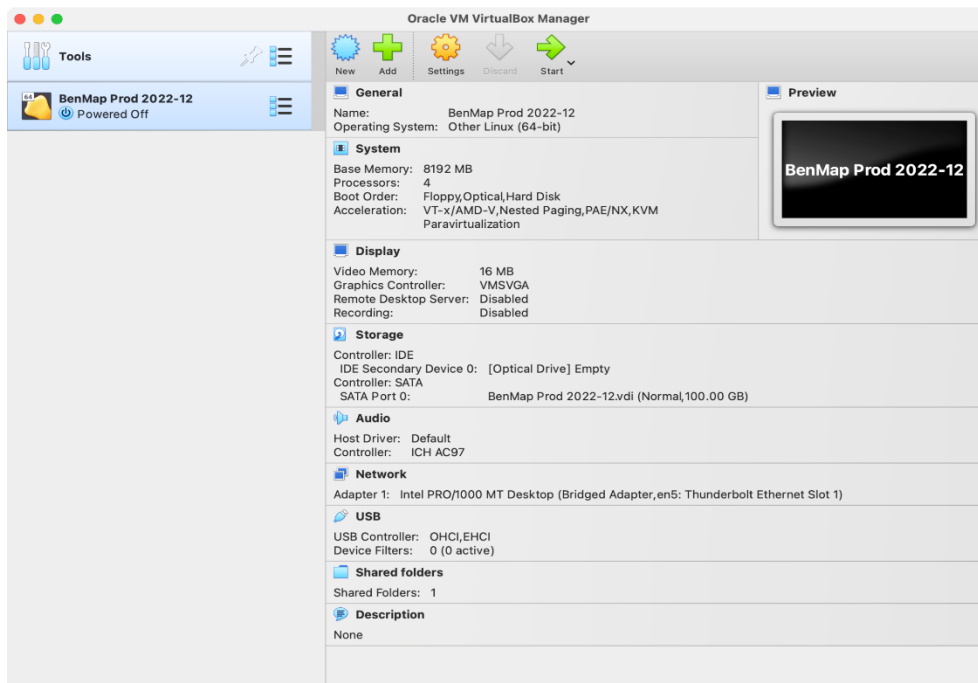 Oracle VM VirtualBox Manager
Tools
New Add Settings Discard Start
64
BenMap Prod 2022-12
Powered Off
General
Name: BenMap Prod 2022-12
Operating System: Other Linux (64-bit)
Preview
BenMap Prod 2022-12
System
Base Memory: 8192 MB
Processors: 4
Boot Order: Floppy,Optical,Hard Disk
Acceleration: VT-x/AMD-V,Nested Paging,PAE/NX,KVM
Paravirtualization
Display
Video Memory: 16 MB
Graphics Controller: VMSVGA
Remote Desktop Server: Disabled
Recording: Disabled
Storage
Controller: IDE
IDE Secondary Device 0: [Optical Drive] Empty
Controller: SATA
SATA Port 0: BenMap Prod 2022-12.vdi (Normal,100.00 GB)
Audio
Host Driver: Default
Controller: ICH AC97
Network
Adapter 1: Intel PRO/1000 MT Desktop (Bridged Adapter,en5: Thunderbolt Ethernet Slot 1)
USB
USB Controller: OHCI,EHCI
Device Filters: 0 (0 active)
Shared folders
Shared Folders: 1
Description
None